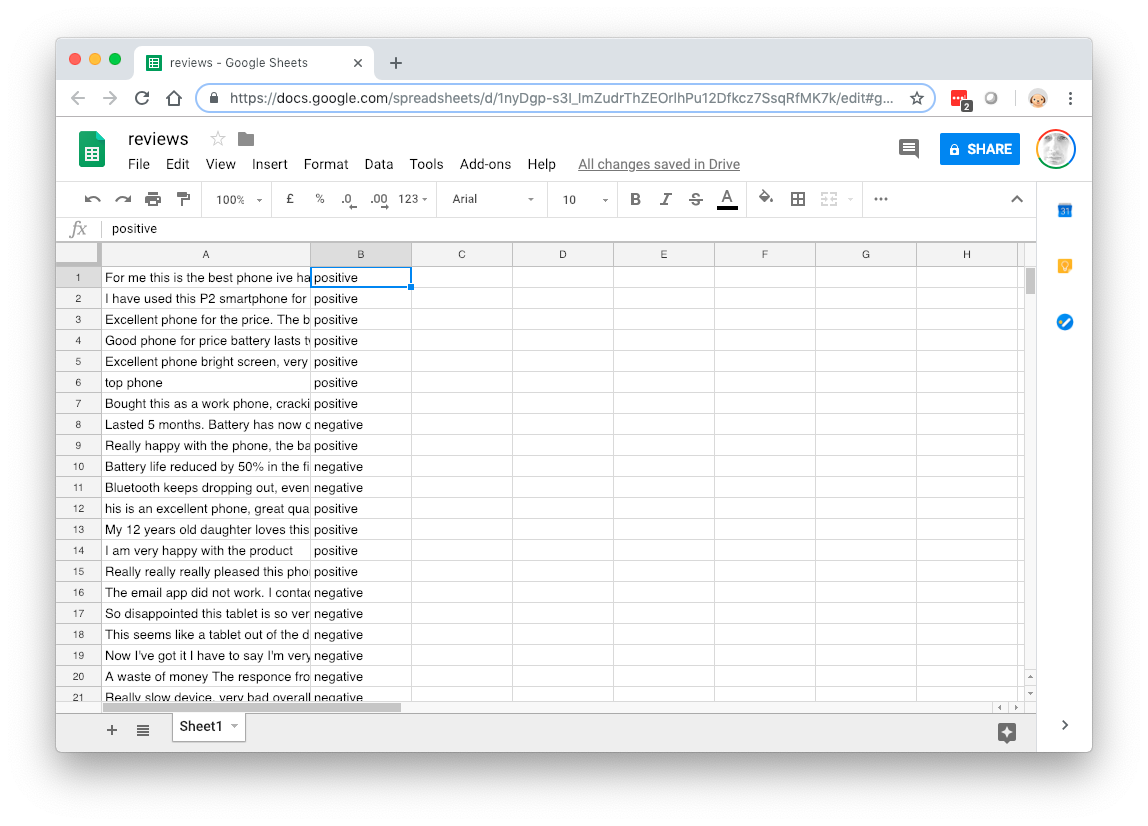 reviews - Google Sheets
https://docs.google.com/spreadsheets/d/1nyDgp-s3I_ImZudrThZEOrlhPu12Dfkcz7SsqRfMK7k/edit#g...
2
reviews
File Edit View Insert Format Data Tools Add-ons Help All changes saved in Drive
SHARE
100% £ % .0 .00 123 Arial 10 B I S A
31
fx positive
A B C D E F G H
1 For me this is the best phone ive ha positive
2 I have used this P2 smartphone for positive
3 Excellent phone for the price. The b positive
4 Good phone for price battery lasts positive
5 Excellent phone bright screen, very positive
6 top phone positive
7 Bought this as a work phone, cracki positive
8 Lasted 5 months. Battery has now negative
9 Really happy with the phone, the ba positive
10 Battery life reduced by 50% in the fi negative
11 Bluetooth keeps dropping out, even negative
12 his is an excellent phone, great qua positive
13 My 12 years old daughter loves this positive
14 I am very happy with the product positive
15 Really really really pleased this pho positive
16 The email app did not work. I contac negative
17 So disappointed this tablet is so ver negative
18 This seems like a tablet out of the d negative
19 Now I've got it I have to say I'm very negative
20 A waste of money The responce fro negative
21 Really slow device, very bad overall negative
Sheet1